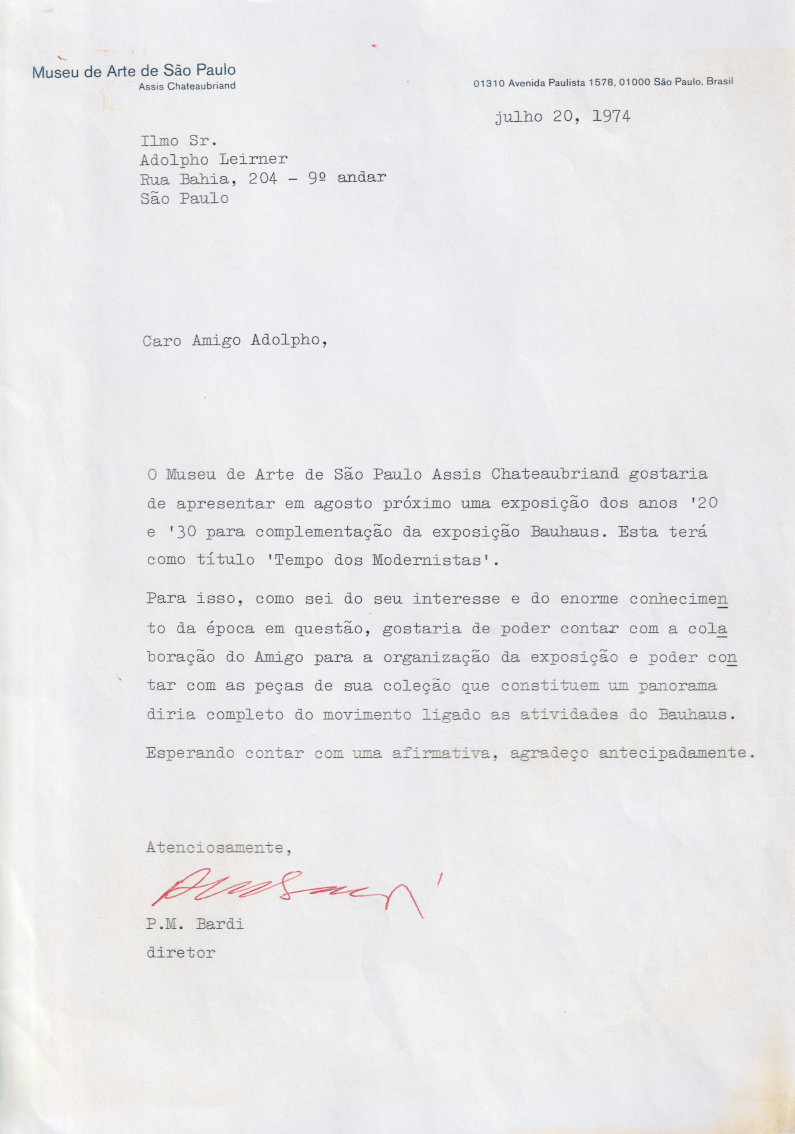 Museu de Arte de São Paulo
Assis Chateaubriand
01310 Avenida Paulista 1578, 01000 São Paulo, Brasil
julho 20, 1974
Ilmo Sr.
Adolpho Leirner
Rua Bahia, 204 - 9º andar
São Paulo
Caro Amigo Adolpho,
O Museu de Arte de São Paulo Assis Chateaubriand gostaria
de apresentar em agosto próximo uma exposição dos anos '20
e '30 para complementação da exposição Bauhaus. Esta terá
como título 'Tempo dos Modernistas'.
Para isso, como sei do seu interesse e do enorme conhecimen
to da época em questão, gostaria de poder contar com a cola
boração do Amigo para a organização da exposição e poder con
tar com as peças de sua coleção que constituem um panorama
diria completo do movimento ligado as atividades do Bauhaus.
Esperando contar com uma afirmativa, agradeço antecipadamente.
Atenciosamente,
P.M. Bardi
diretor